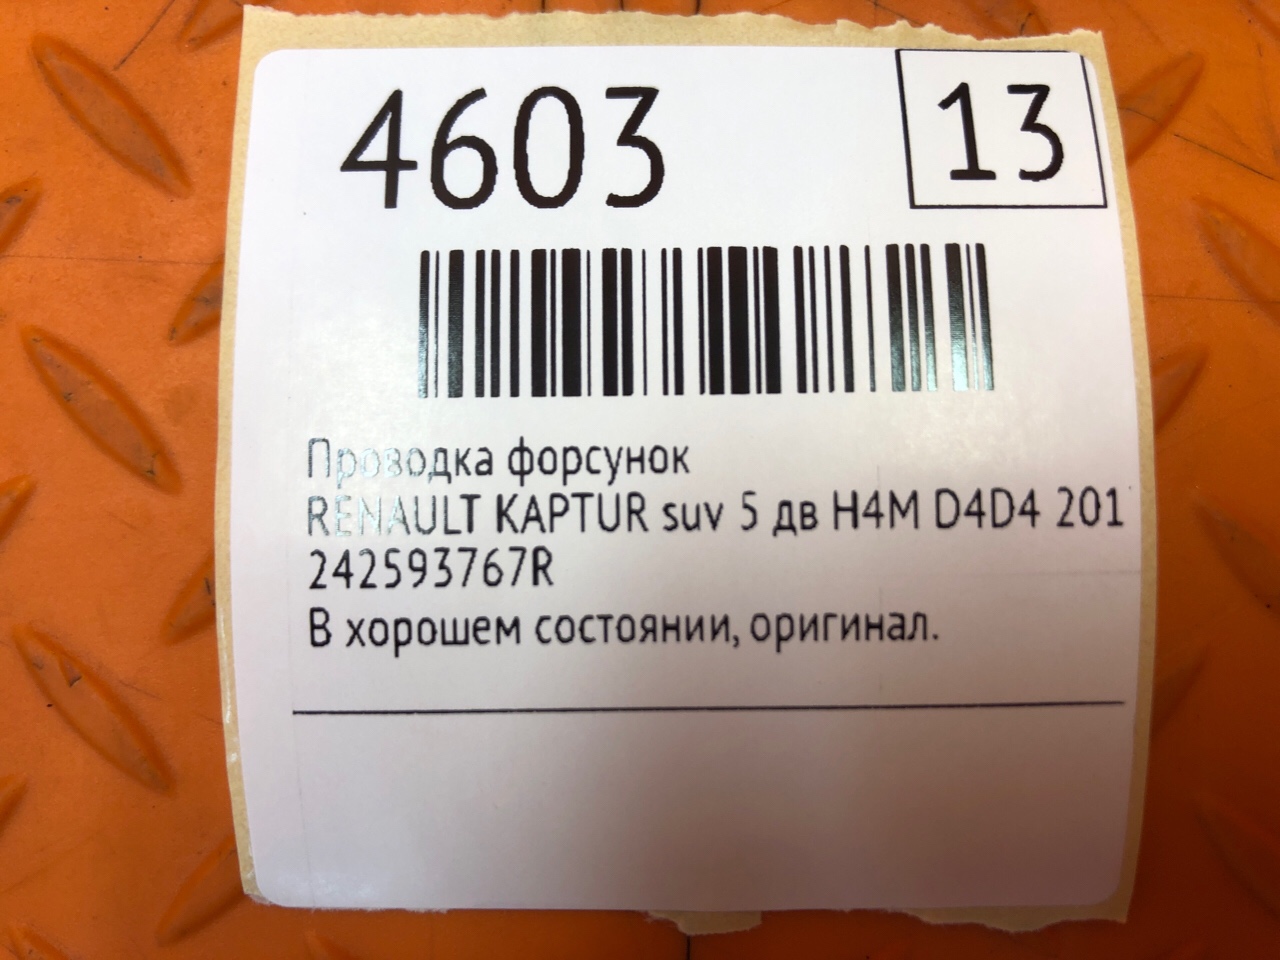 4603
13
Проводка форсунок
RENAULT KAPTUR suv 5 дв H4M D4D4 201
242593767R
В хорошем состоянии, оригинал.